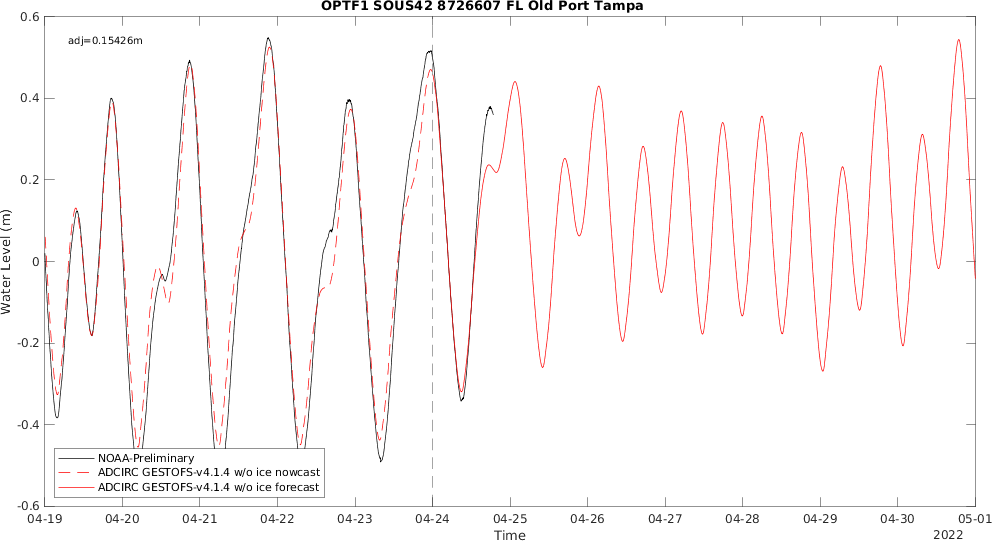 OPTF1 SOUS42 8726607 FL Old Port Tampa
adj=0.15426m
0.6
0.4
0.2
0
-0.2
-0.4
-0.6
Water Level (m)
NOAA-Preliminary
ADCIRC GESTOFS-v4.1.4 w/o ice nowcast
ADCIRC GESTOFS-v4.1.4 w/o ice forecast
04-19 04-20 04-21 04-22 04-23 04-24 04-25 04-26 04-27 04-28 04-29 04-30 05-01
Time
2022